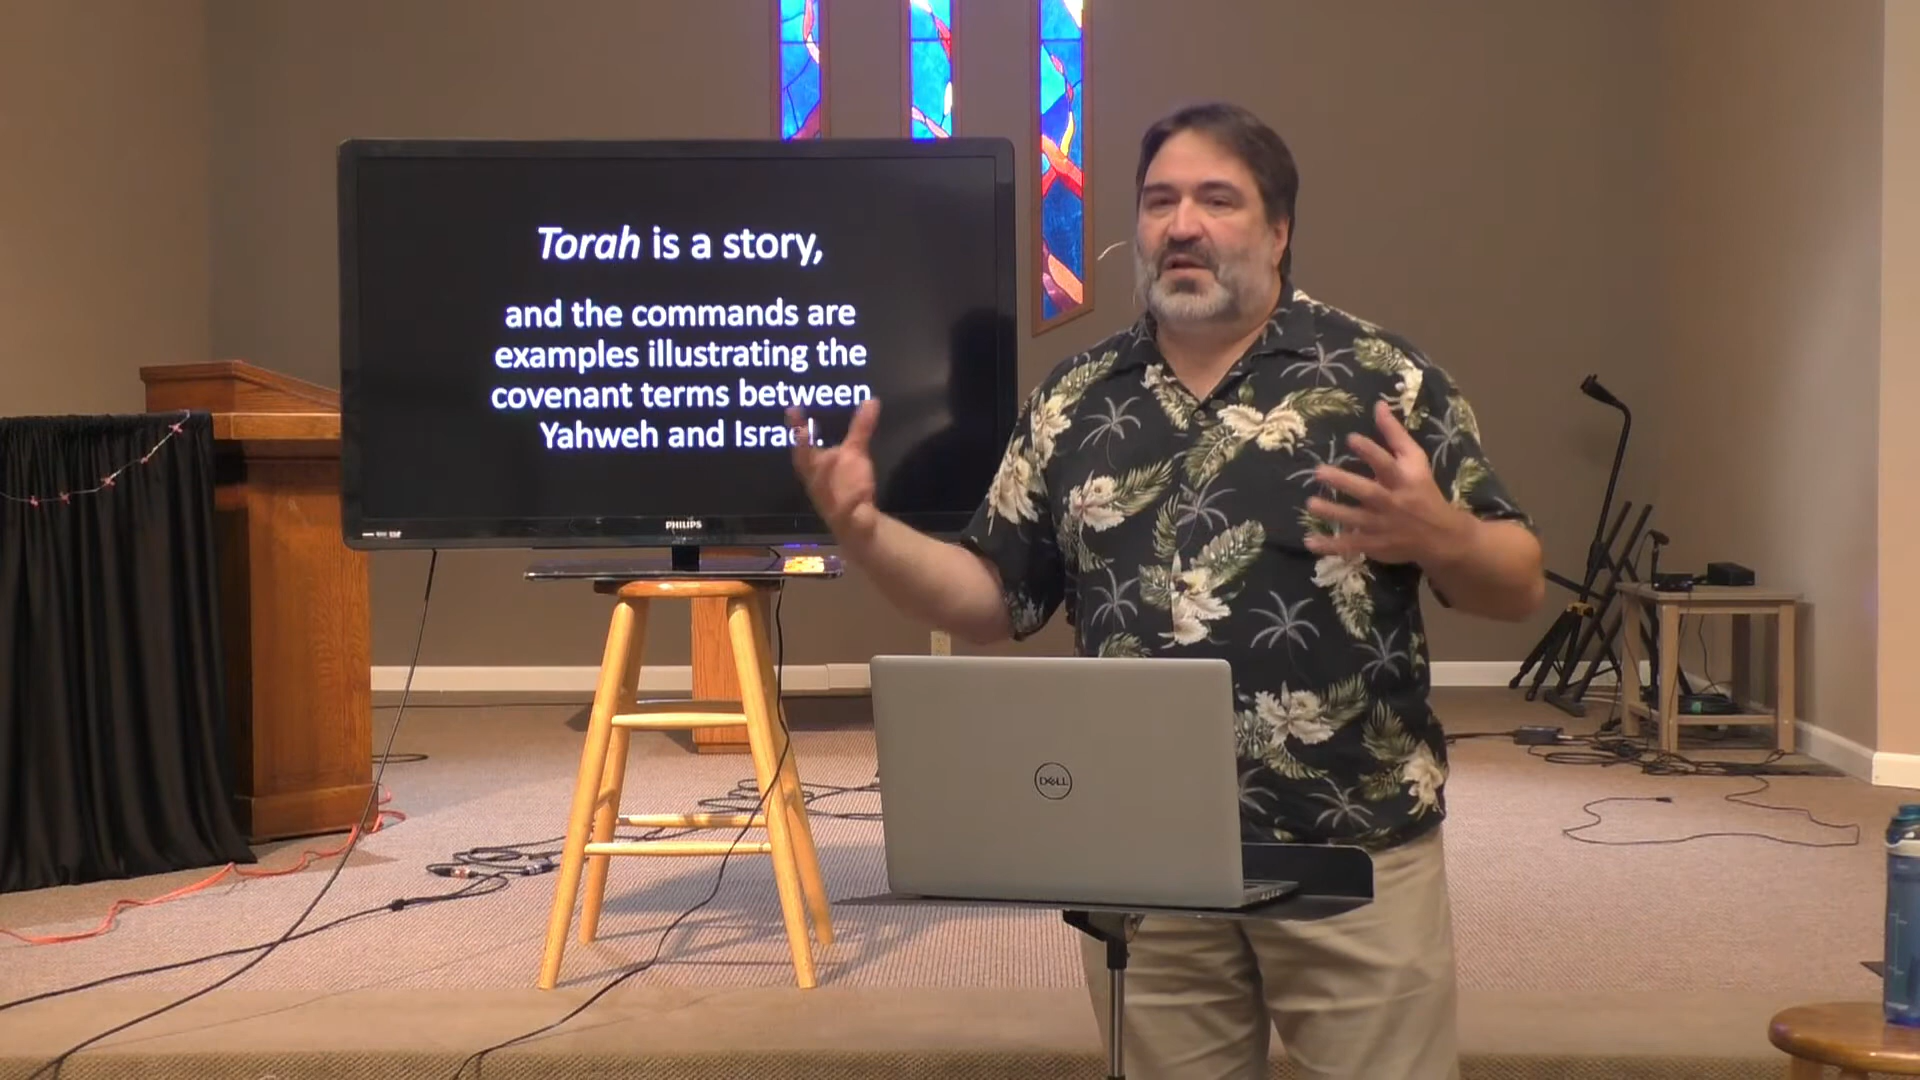 Torah is a story,
and the commands are
examples illustrating the
covenant terms between
Yahweh and Israel.
PHILIPS
DELL